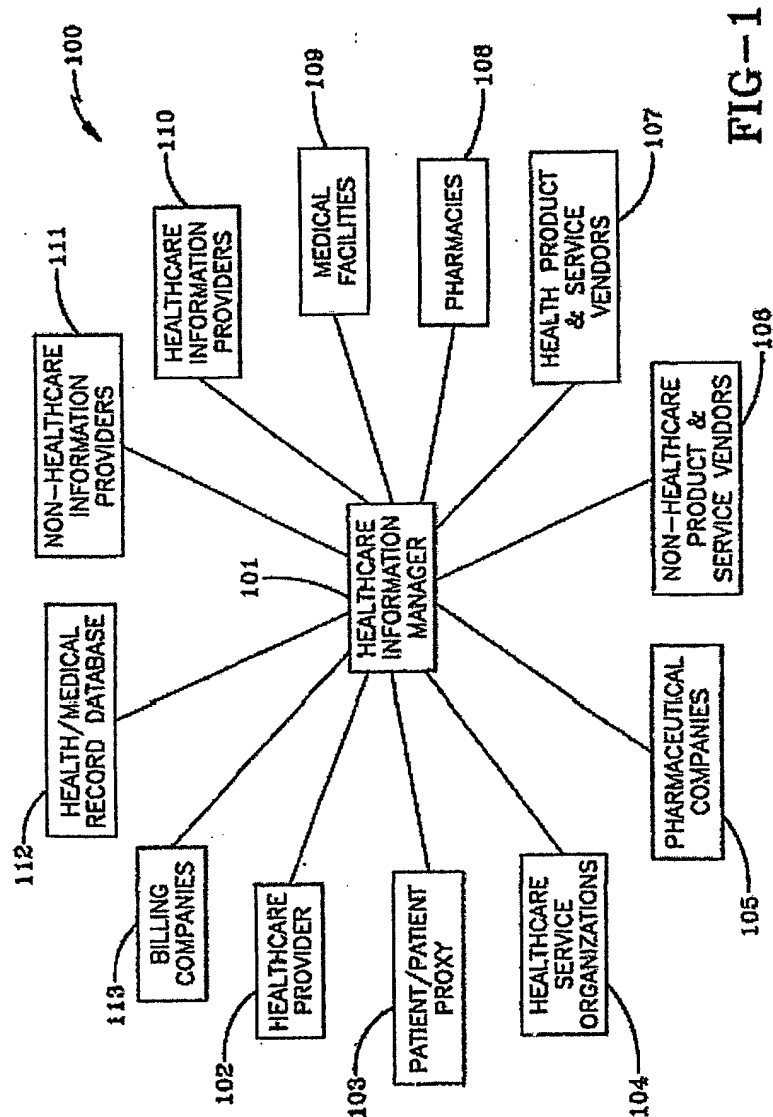 100
112
HEALTH/MEDICAL
RECORD DATABASE
111
NON-HEALTHCARE
INFORMATION
PROVIDERS
110
HEALTHCARE
INFORMATION
PROVIDERS
113
BILLING
COMPANIES
109
MEDICAL
FACILITIES
102
HEALTHCARE
PROVIDER
101
HEALTHCARE
INFORMATION
MANAGER
108
PHARMACIES
103
PATIENT/PATIENT
PROXY
107
HEALTH PRODUCT
& SERVICE
VENDORS
104
HEALTHCARE
SERVICE
ORGANIZATIONS
105
PHARMACEUTICAL
COMPANIES
106
NON-HEALTHCARE
PRODUCT &
SERVICE VENDORS
FIG-1